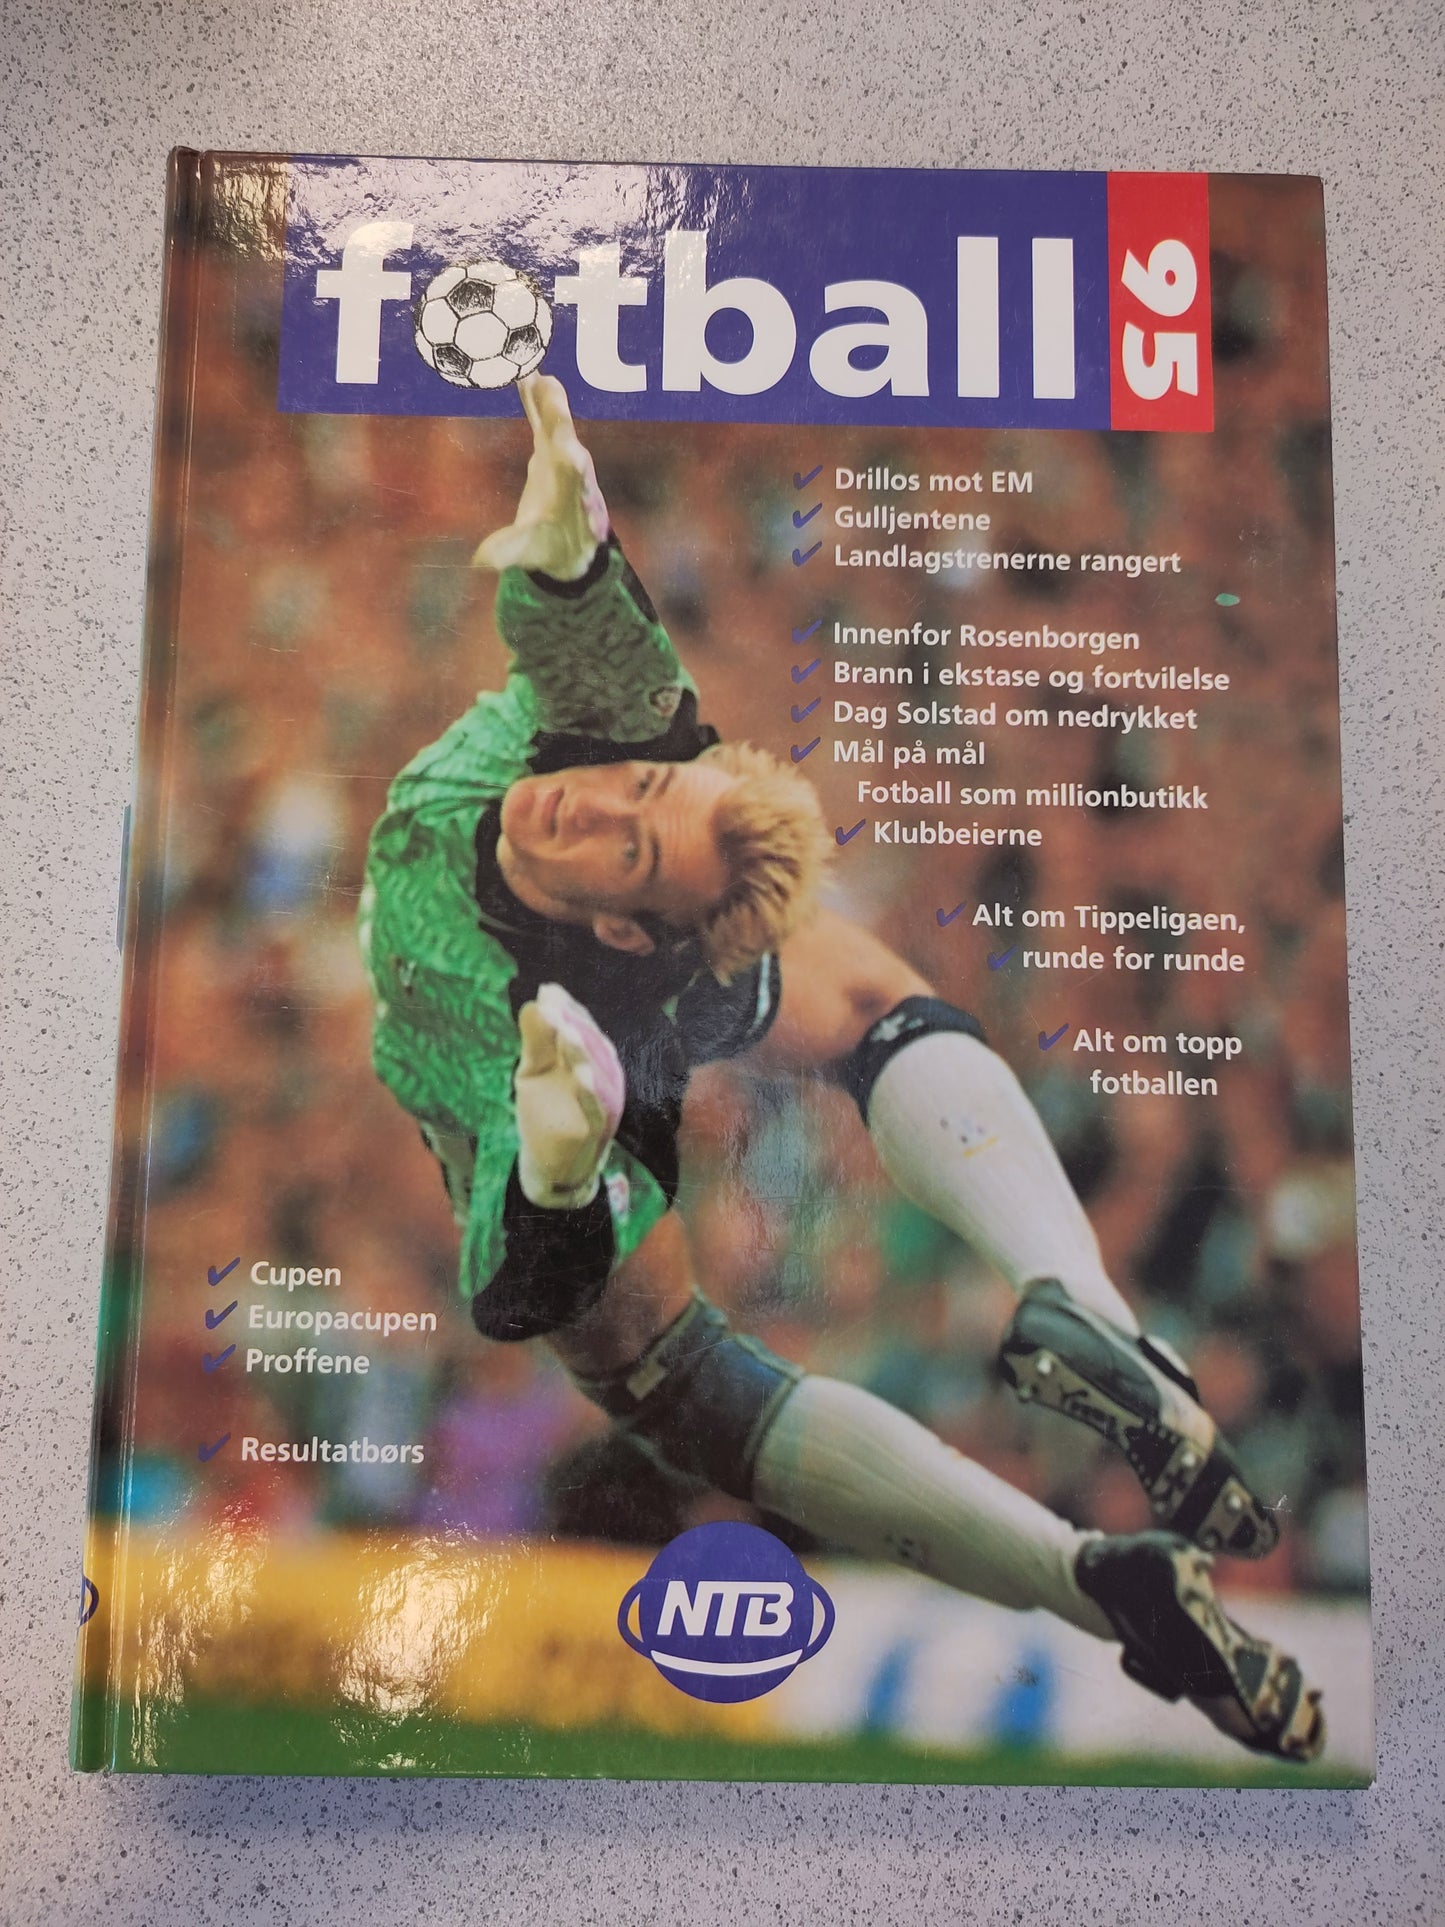 fotball 95
Drillos mot EM
Gulljentene
Landlagstrenerne rangert
Innenfor Rosenborgen
Brann i ekstase og fortvilelse
Dag Solstad om nedrykket
Mål på mål
Fotball som millionbutikk
Klubbeierne
Alt om Tippeligaen,
runde for runde
Alt om topp
fotballen
Cupen
Europacupen
Proffene
Resultatbørs
NTB